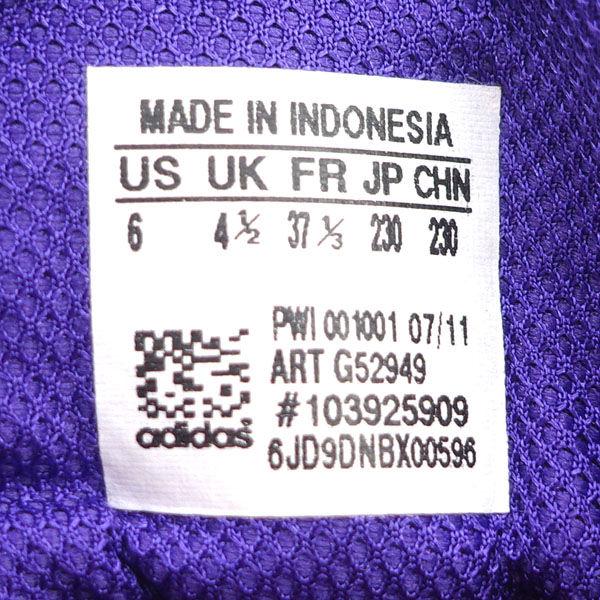 MADE IN INDONESIA
US UK FR JP CHN
6 4½ 37⅓ 230 230
PWI 001001 07/11
ART G52949
#103925909
adidas
6JD9DNBX00596